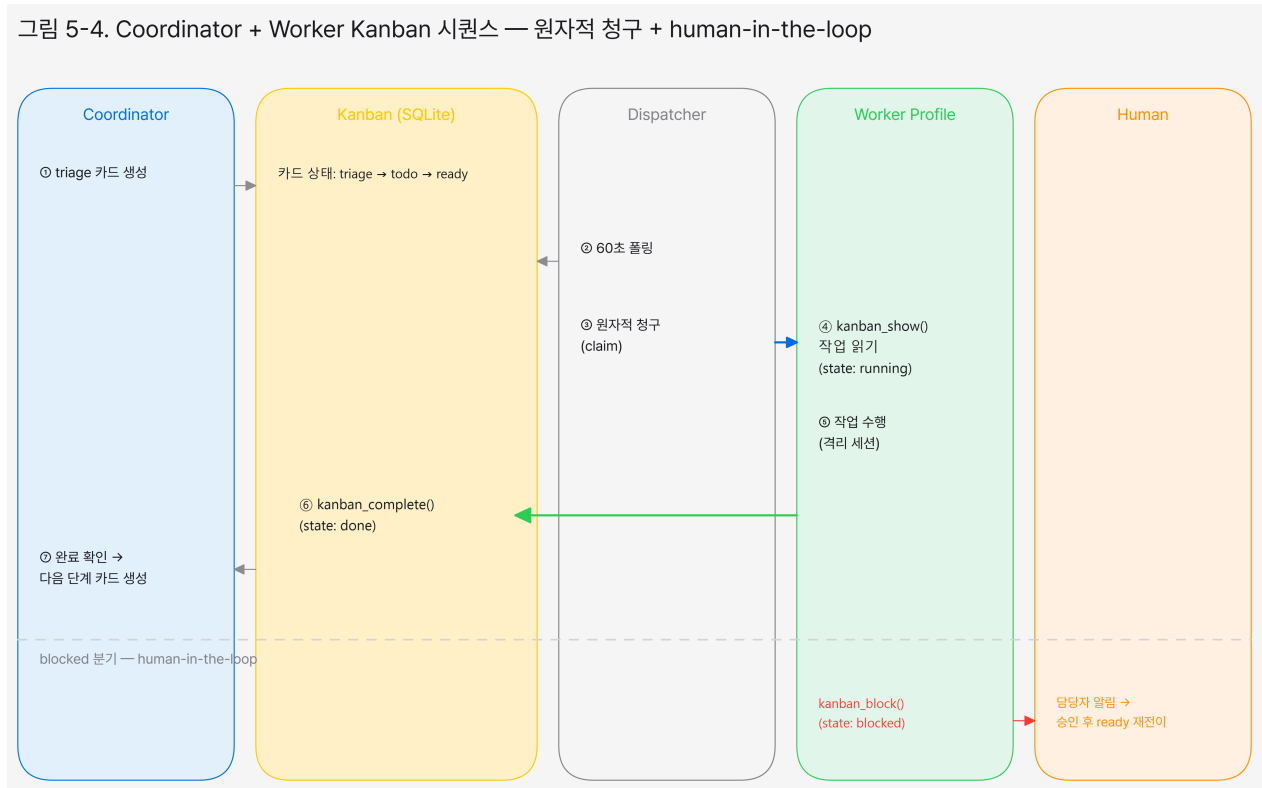 그림 5-4. Coordinator + Worker Kanban 시퀀스 — 원자적 청구 + human-in-the-loop
Coordinator
Kanban (SQLite)
Dispatcher
Worker Profile
Human
① triage 카드 생성
카드 상태: triage → todo → ready
② 60초 폴링
③ 원자적 청구
(claim)
④ kanban_show()
작업 읽기
(state: running)
⑤ 작업 수행
(격리 세션)
⑥ kanban_complete()
(state: done)
⑦ 완료 확인 →
다음 단계 카드 생성
blocked 분기 — human-in-the-loop
kanban_block()
(state: blocked)
담당자 알림 →
승인 후 ready 재전이